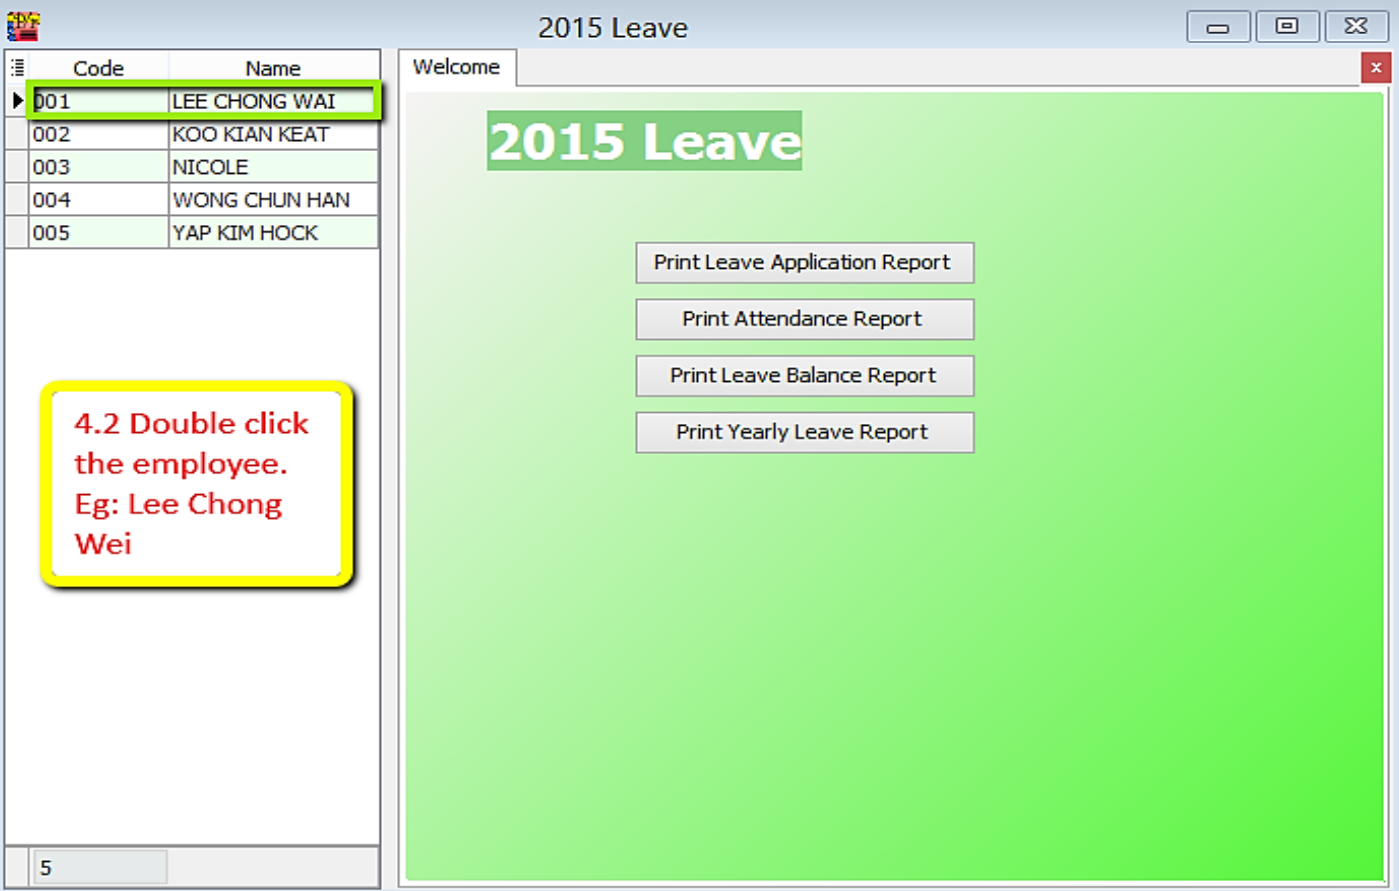 2015 Leave
Code Name
001 LEE CHONG WAI
002 KOO KIAN KEAT
003 NICOLE
004 WONG CHUN HAN
005 YAP KIM HOCK
4.2 Double click
the employee.
Eg: Lee Chong
Wei
5
Welcome
2015 Leave
Print Leave Application Report
Print Attendance Report
Print Leave Balance Report
Print Yearly Leave Report